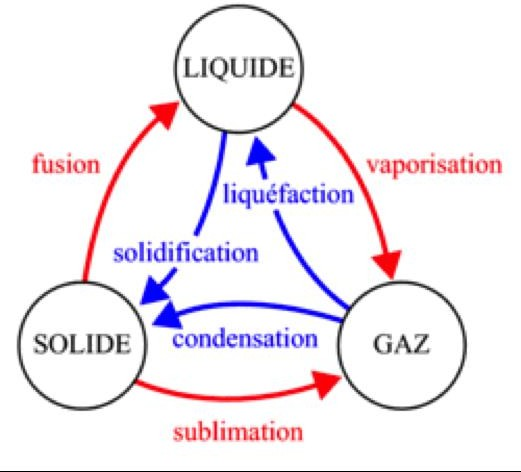 LIQUIDE
fusion
vaporisation
liquéfaction
solidification
SOLIDE
condensation
GAZ
sublimation